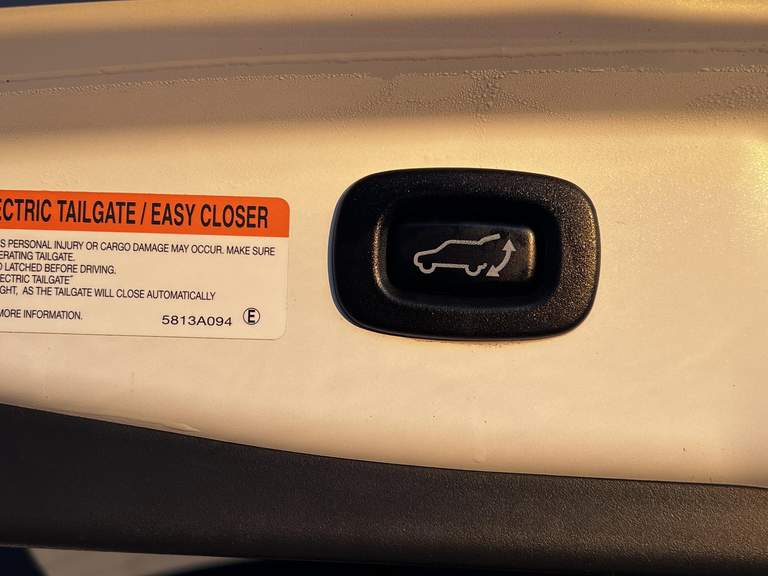 ECTRIC TAILGATE / EASY CLOSER
S PERSONAL INJURY OR CARGO DAMAGE MAY OCCUR. MAKE SURE
ERATING TAILGATE.
D LATCHED BEFORE DRIVING.
ECTRIC TAILGATE"
GHT, AS THE TAILGATE WILL CLOSE AUTOMATICALLY
MORE INFORMATION.
5813A094 E